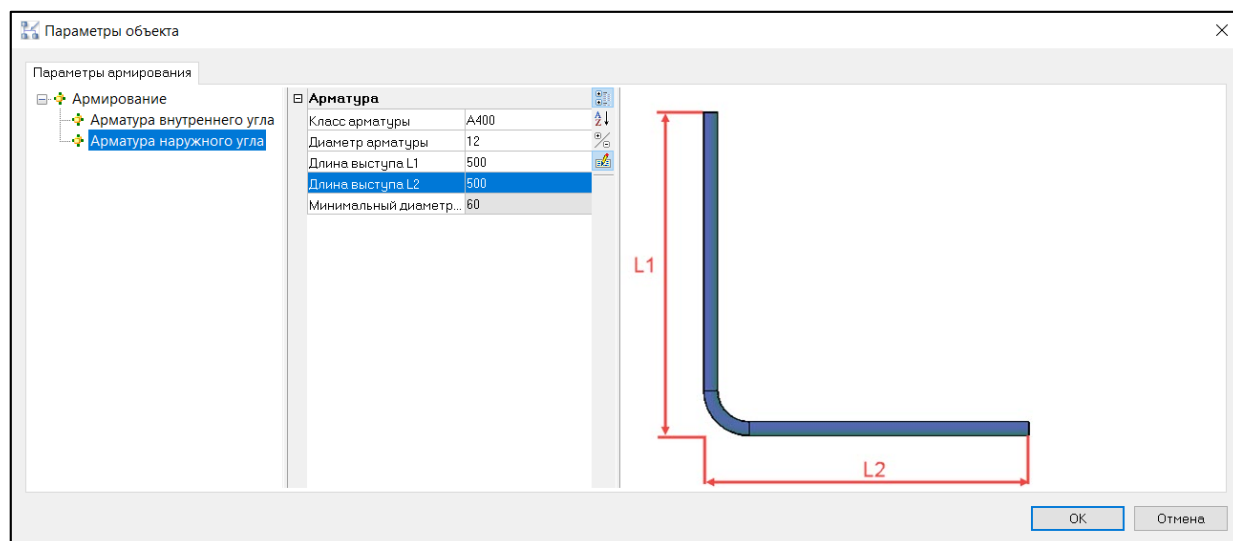 Параметры объекта
Параметры армирования
Армирование
Арматура внутреннего угла
Арматура наружного угла
Арматура
Класс арматуры A400
Диаметр арматуры 12
Длина выступа L1 500
Длина выступа L2 500
Минимальный диаметр... 60
L1
L2
OK Отмена